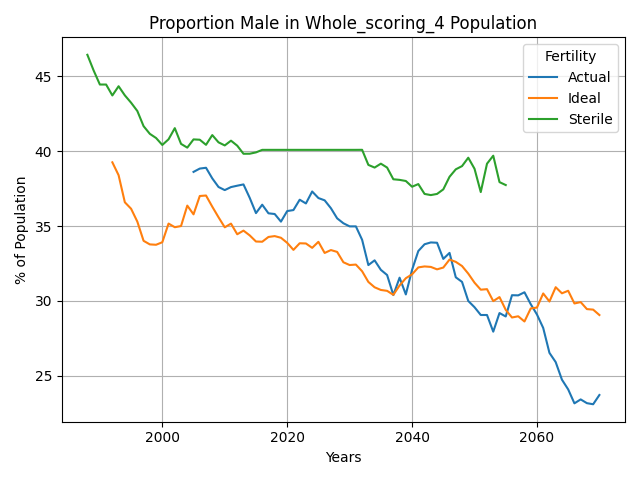 Proportion Male in Whole_scoring_4 Population
Fertility
Actual
Ideal
Sterile
% of Population
45
40
35
30
25
2000
2020
2040
2060
Years